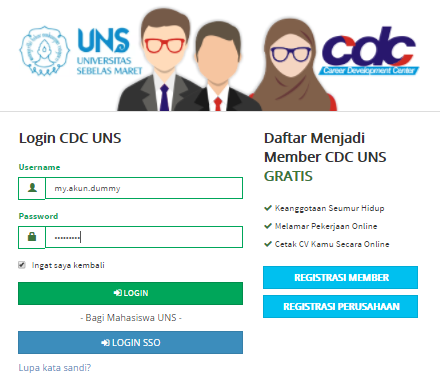 UNS
UNIVERSITAS
SEBELAS MARET
cdc
Career Development Center
Login CDC UNS
Username
my.akun.dummy
Password
•••••••••
Ingat saya kembali
LOGIN
- Bagi Mahasiswa UNS -
LOGIN SSO
Lupa kata sandi?
Daftar Menjadi
Member CDC UNS
GRATIS
Keanggotaan Seumur Hidup
Melamar Pekerjaan Online
Cetak CV Kamu Secara Online
REGISTRASI MEMBER
REGISTRASI PERUSAHAAN